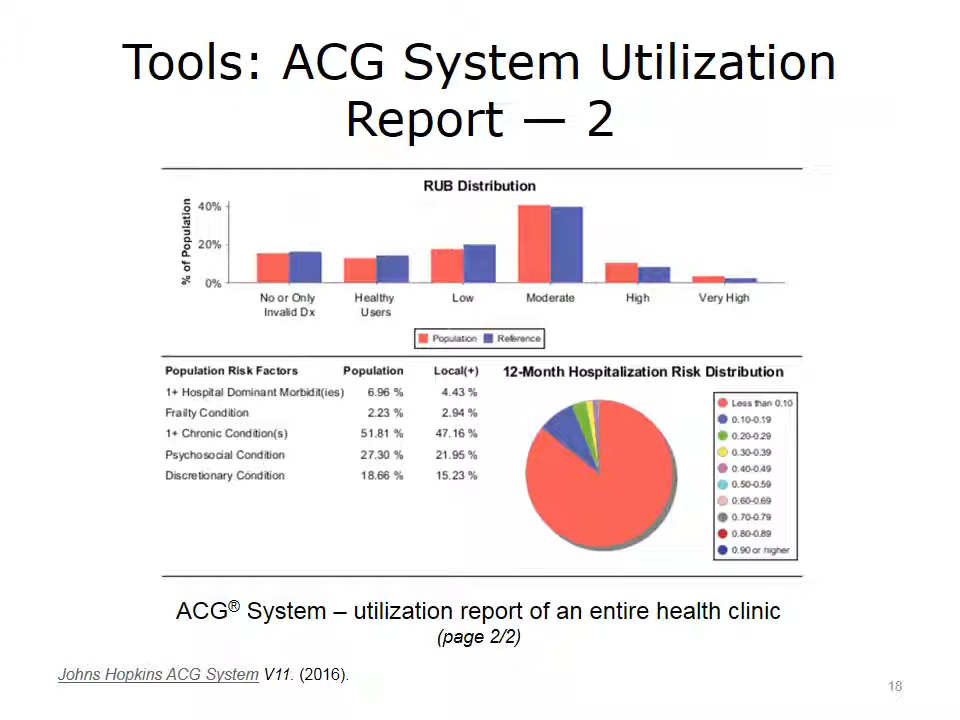 Tools: ACG System Utilization
Report — 2
RUB Distribution
% of Population
40%
20%
0%
No or Only
Invalid Dx
Healthy
Users
Low
Moderate
High
Very High
Population
Reference
Population Risk Factors Population Local(+)
1+ Hospital Dominant Morbidit(ies) 6.96 % 4.43 %
Frailty Condition 2.23 % 2.94 %
1+ Chronic Condition(s) 51.81 % 47.16 %
Psychosocial Condition 27.30 % 21.95 %
Discretionary Condition 18.66 % 15.23 %
12-Month Hospitalization Risk Distribution
Less than 0.10
0.10-0.19
0.20-0.29
0.30-0.39
0.40-0.49
0.50-0.59
0.60-0.69
0.70-0.79
0.80-0.89
0.90 or higher
ACG® System – utilization report of an entire health clinic
(page 2/2)
Johns Hopkins ACG System V11. (2016).
18